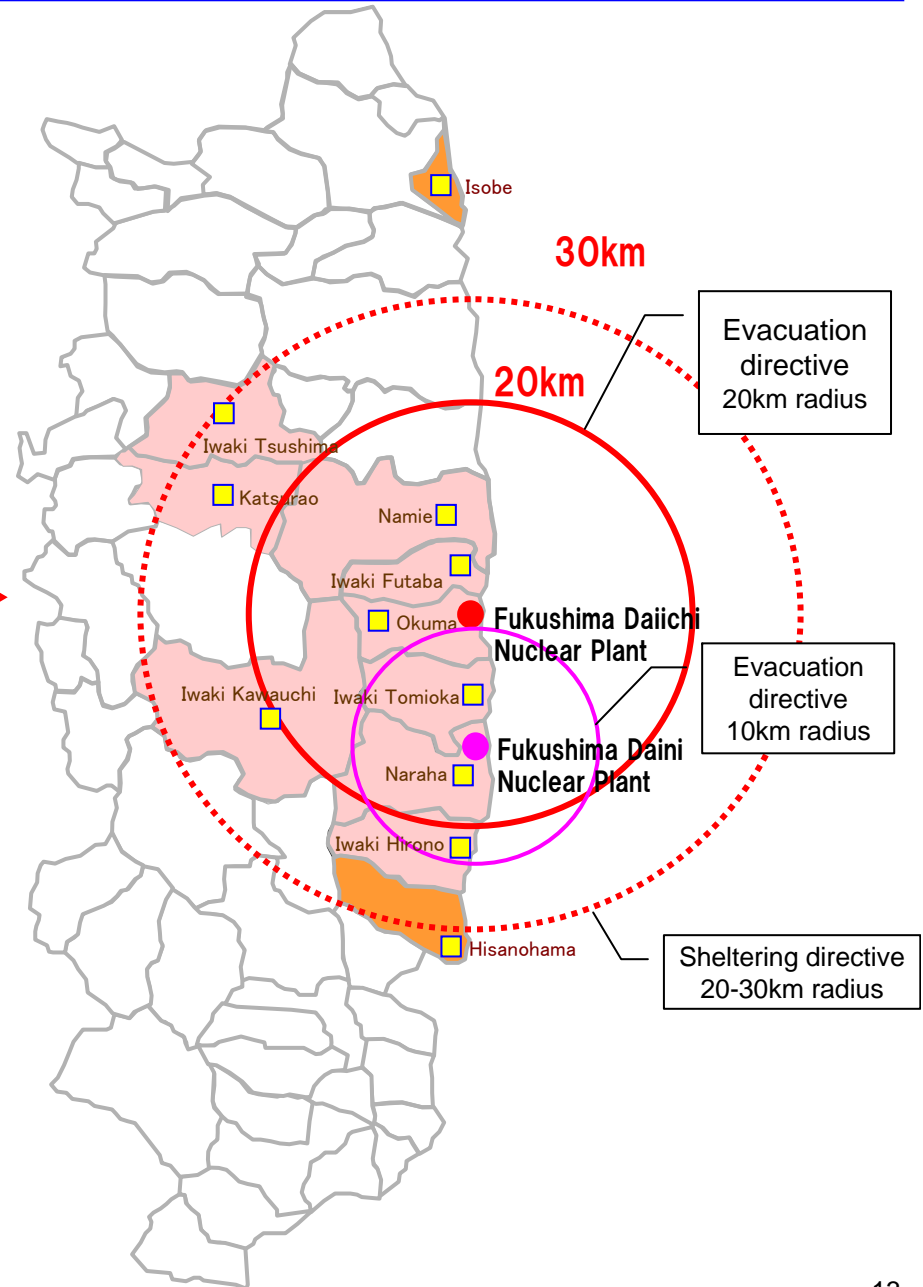 Isobe
30km
Evacuation
directive
20km radius
20km
Iwaki Tsushima
Katsurao
Namie
Iwaki Futaba
Okuma
Fukushima Daiichi
Nuclear Plant
Evacuation
directive
10km radius
Iwaki Kawauchi
Iwaki Tomioka
Fukushima Daini
Nuclear Plant
Naraha
Iwaki Hirono
Hisanohama
Sheltering directive
20-30km radius